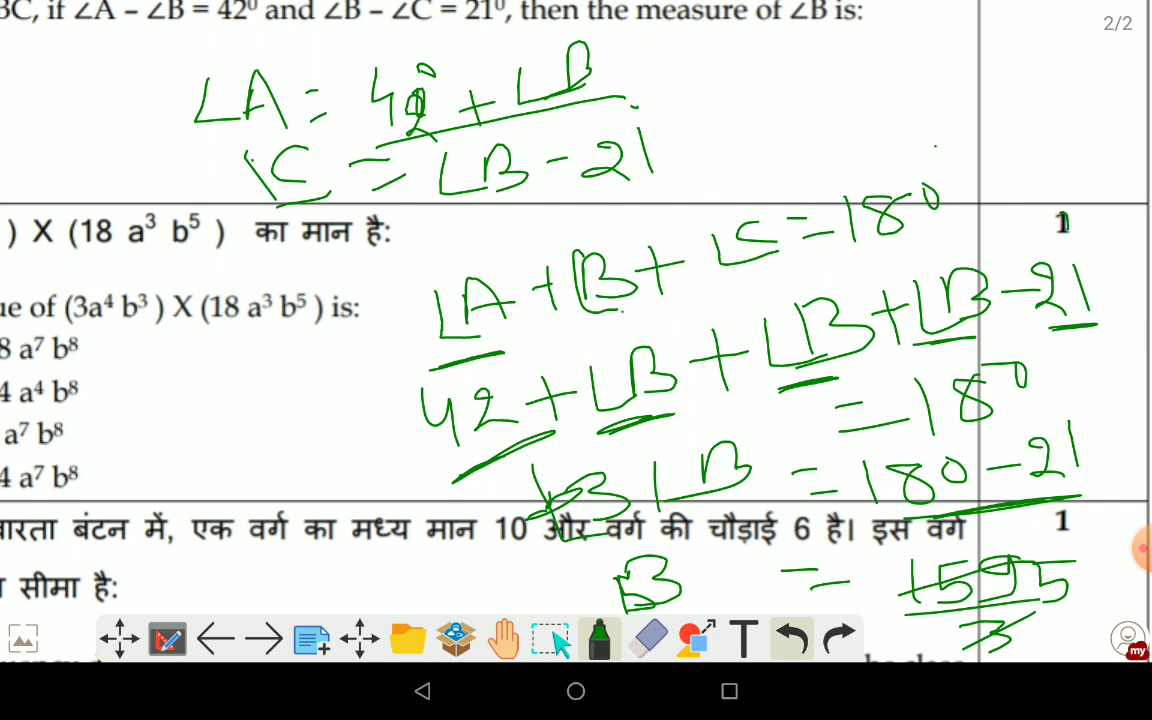 BC, if ∠A – ∠B = 42⁰ and ∠B – ∠C = 21⁰, then the measure of ∠B is:
2/2
∠A = 42° + ∠B
∠C = ∠B - 21
) X (18 a³ b⁵ ) का मान है:
1
∠A + ∠B + ∠C = 180
ue of (3a⁴ b³ ) X (18 a³ b⁵ ) is:
8 a⁷ b⁸
42 + ∠B + ∠B + ∠B - 21
4 a⁴ b⁸
= 180
a⁷ b⁸
4 a⁷ b⁸
3 ∠B = 180 - 21
वारता बंटन में, एक वर्ग का मध्य मान 10 और वर्ग की चौड़ाई 6 है। इस वर्ग
1
सीमा है:
B =
3
T
my